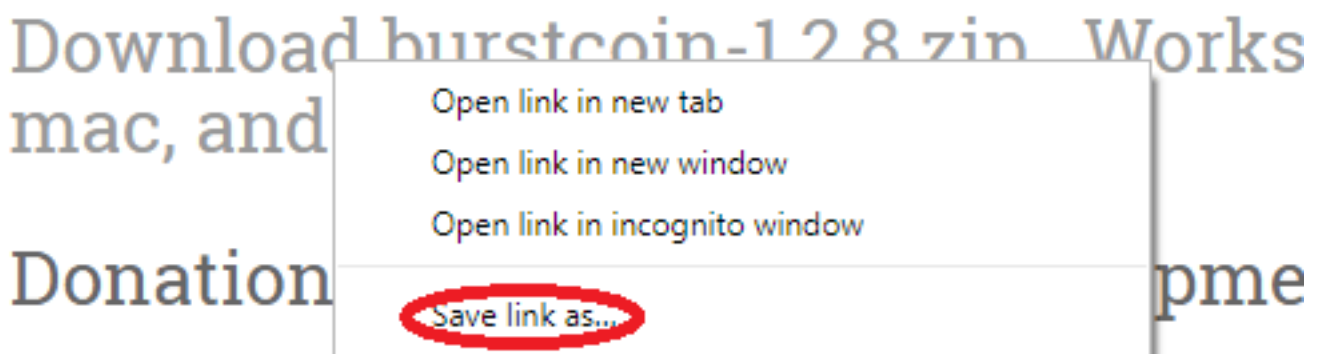 Download burstcoin-1.2.8.zip Works
mac, and
Open link in new tab
Open link in new window
Open link in incognito window
Donation
pme
Save link as...